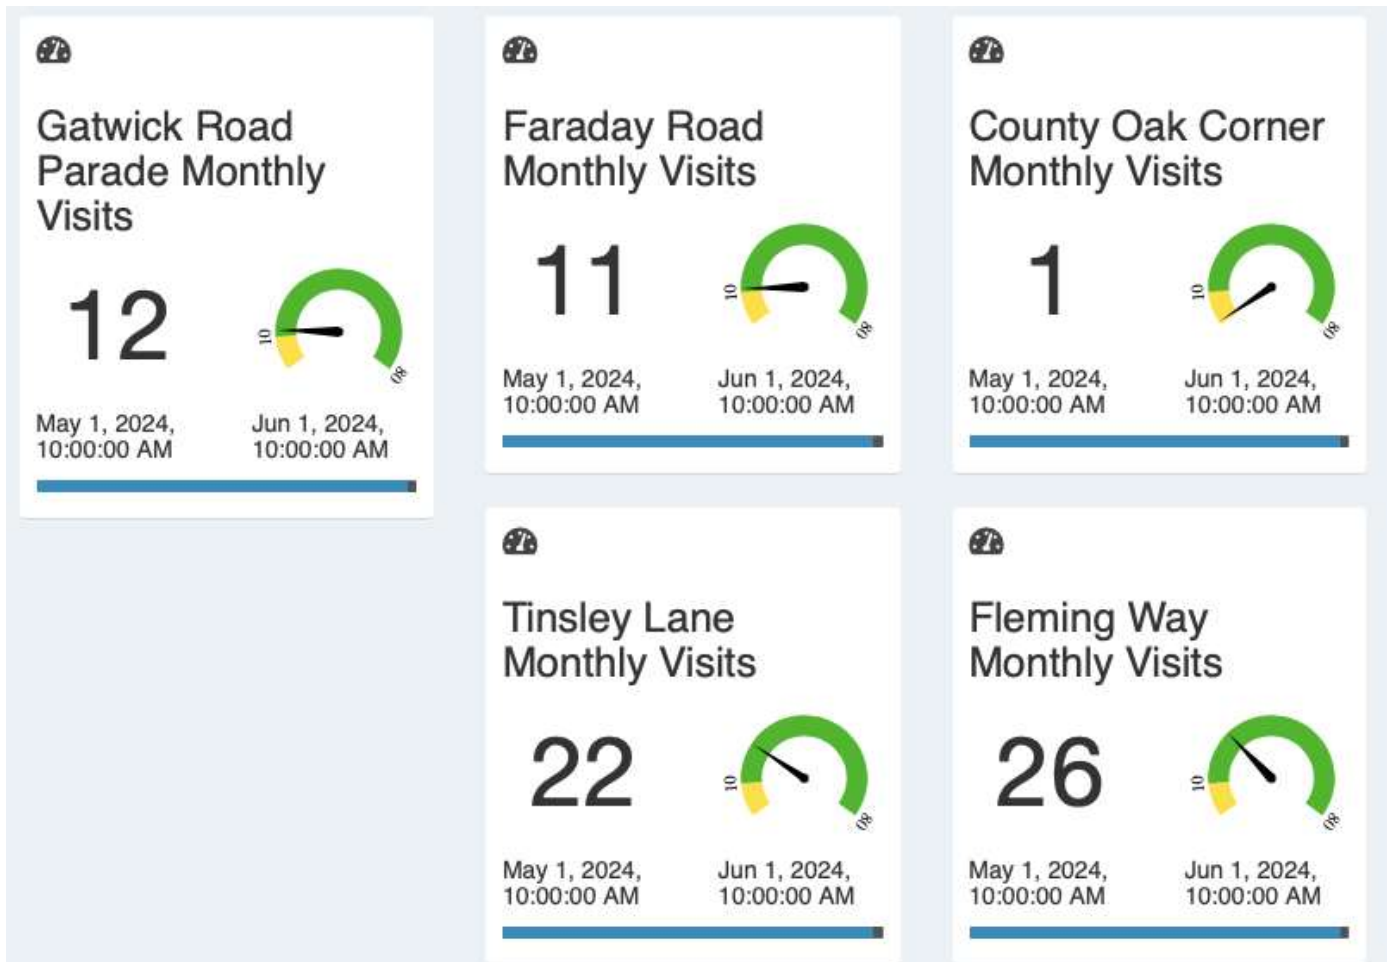 Gatwick Road
Parade Monthly
Visits
12
10
80
May 1, 2024,
10:00:00 AM
Jun 1, 2024,
10:00:00 AM
Faraday Road
Monthly Visits
11
10
80
May 1, 2024,
10:00:00 AM
Jun 1, 2024,
10:00:00 AM
County Oak Corner
Monthly Visits
1
10
80
May 1, 2024,
10:00:00 AM
Jun 1, 2024,
10:00:00 AM
Tinsley Lane
Monthly Visits
22
10
80
May 1, 2024,
10:00:00 AM
Jun 1, 2024,
10:00:00 AM
Fleming Way
Monthly Visits
26
10
80
May 1, 2024,
10:00:00 AM
Jun 1, 2024,
10:00:00 AM